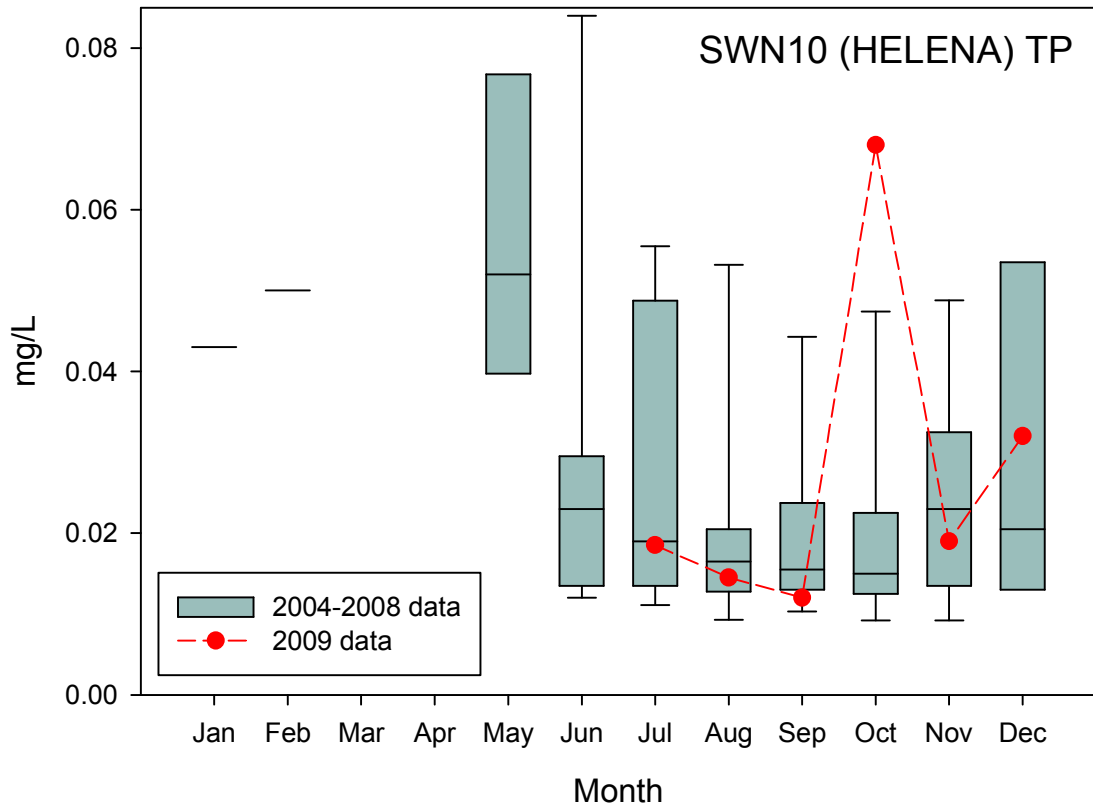 SWN10 (HELENA) TP
mg/L
0.08
0.06
0.04
0.02
0.00
2004-2008 data
2009 data
Jan Feb Mar Apr May Jun Jul Aug Sep Oct Nov Dec
Month